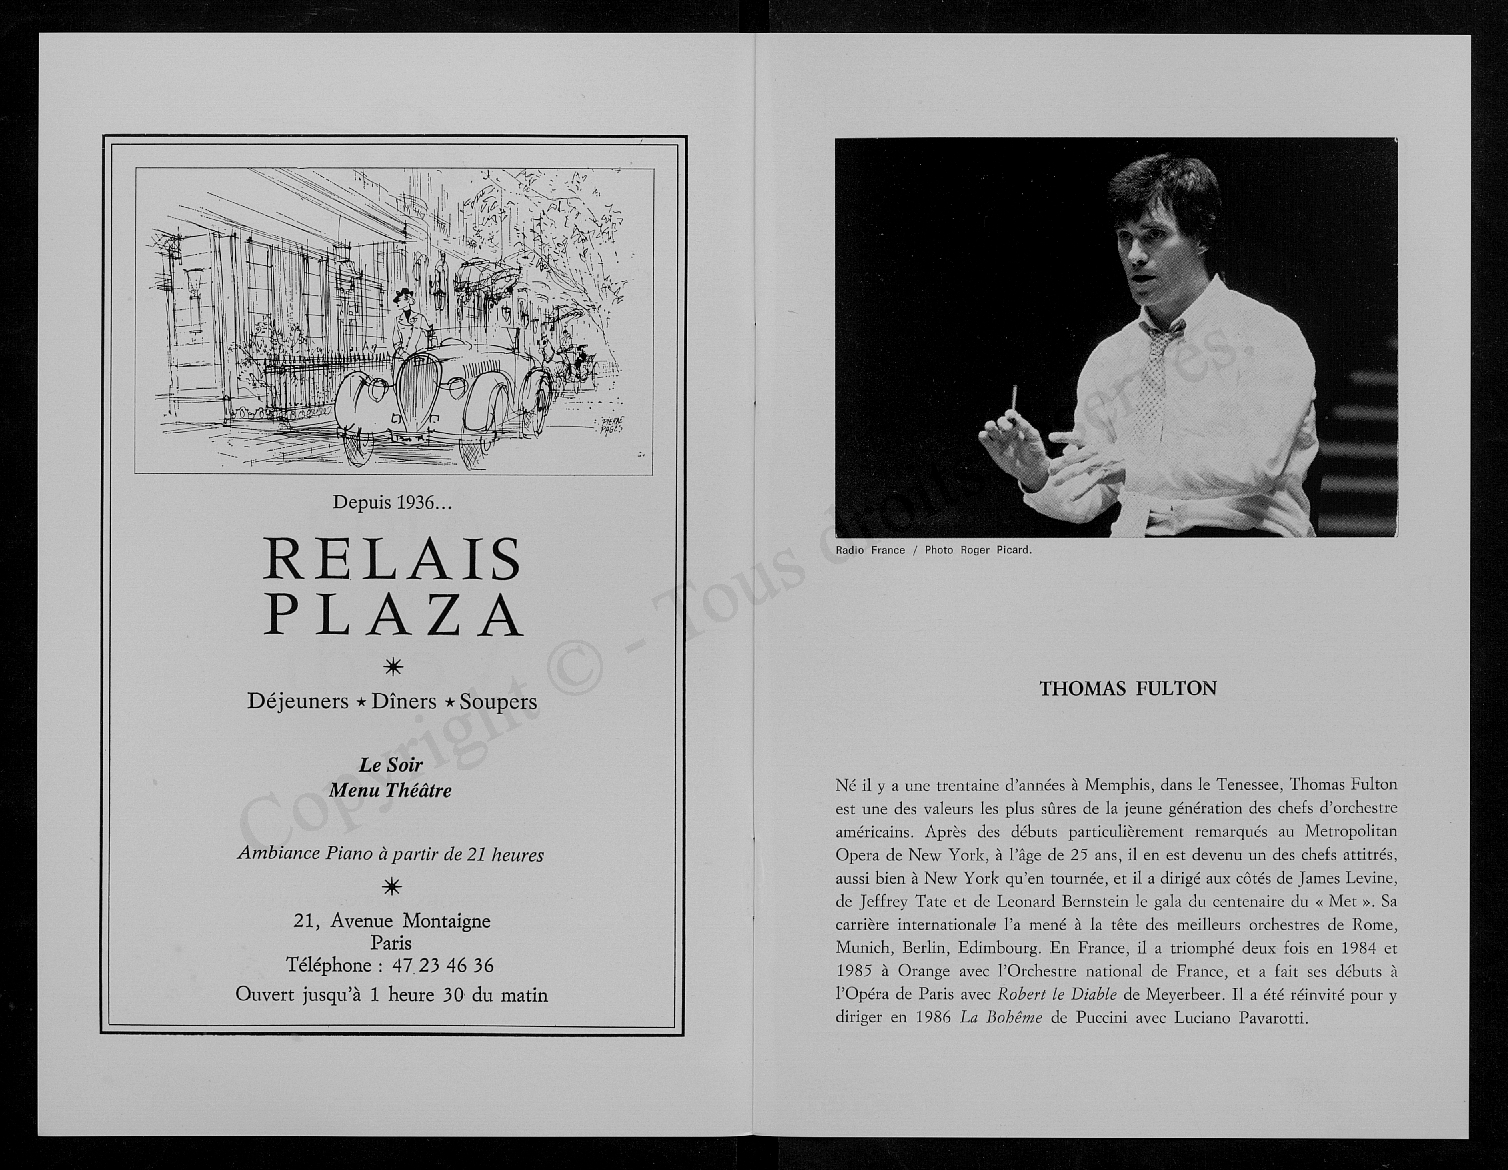 PIERRE
PAGÈS
Depuis 1936...
RELAIS
PLAZA
Déjeuners ★ Dîners ★ Soupers
Le Soir
Menu Théâtre
Ambiance Piano à partir de 21 heures
21, Avenue Montaigne
Paris
Téléphone : 47 23 46 36
Ouvert jusqu'à 1 heure 30 du matin
Radio France / Photo Roger Picard.
THOMAS FULTON
Né il y a une trentaine d'années à Memphis, dans le Tenessee, Thomas Fulton
est une des valeurs les plus sûres de la jeune génération des chefs d'orchestre
américains. Après des débuts particulièrement remarqués au Metropolitan
Opera de New York, à l'âge de 25 ans, il en est devenu un des chefs attitrés,
aussi bien à New York qu'en tournée, et il a dirigé aux côtés de James Levine,
de Jeffrey Tate et de Leonard Bernstein le gala du centenaire du « Met ». Sa
carrière internationale l'a mené à la tête des meilleurs orchestres de Rome,
Munich, Berlin, Edimbourg. En France, il a triomphé deux fois en 1984 et
1985 à Orange avec l'Orchestre national de France, et a fait ses débuts à
l'Opéra de Paris avec Robert le Diable de Meyerbeer. Il a été réinvité pour y
diriger en 1986 La Bohême de Puccini avec Luciano Pavarotti.
Copyright © - Tous droits réservés.